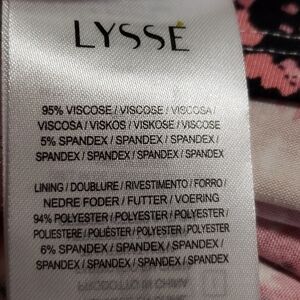 LYSSÉ
95% VISCOSE / VISCOSE / VISCOSA /
VISCOSA / VISKOS / VISKOSE / VISCOSE
5% SPANDEX / SPANDEX / SPANDEX /
SPANDEX / SPANDEX / SPANDEX / SPANDEX
LINING / DOUBLURE / RIVESTIMENTO / FORRO /
NEDRE FODER / FUTTER / VOERING
94% POLYESTER / POLYESTER / POLYESTER /
POLIESTERE / POLIÉSTER / POLYESTER / POLYESTER
6% SPANDEX / SPANDEX / SPANDEX /
SPANDEX / SPANDEX / SPANDEX / SPANDEX